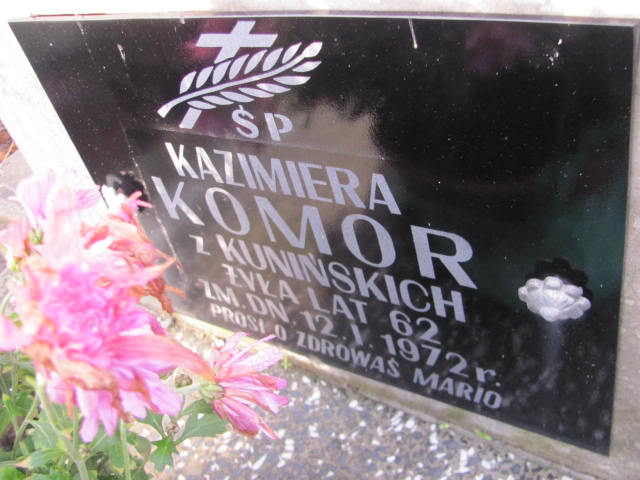 ŚP
KAZIMIERA
KOMOR
Z KUNIŃSKICH
ŻYŁA LAT 62
ZM. DN. 12.I.1972 r.
PROSI O ZDROWAŚ MARIO